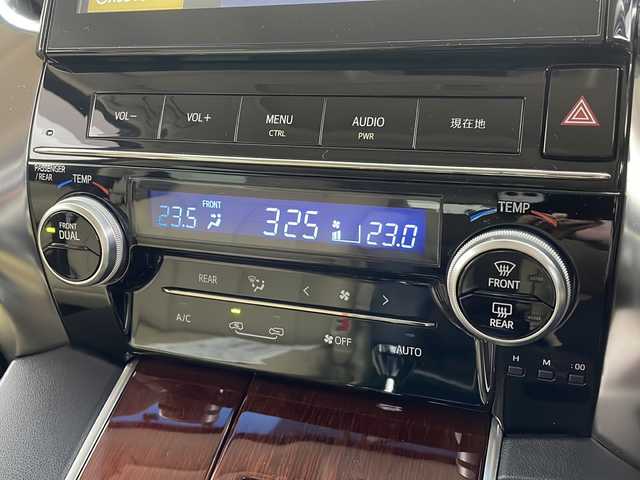 VOL−
VOL+
MENU
CTRL
AUDIO
PWR
現在地
PASSENGER
/REAR
TEMP
TEMP
FRONT
DUAL
23.5
FRONT
325
23.0
REAR
FRONT
REAR
A/C
OFF
AUTO
H
M
:00